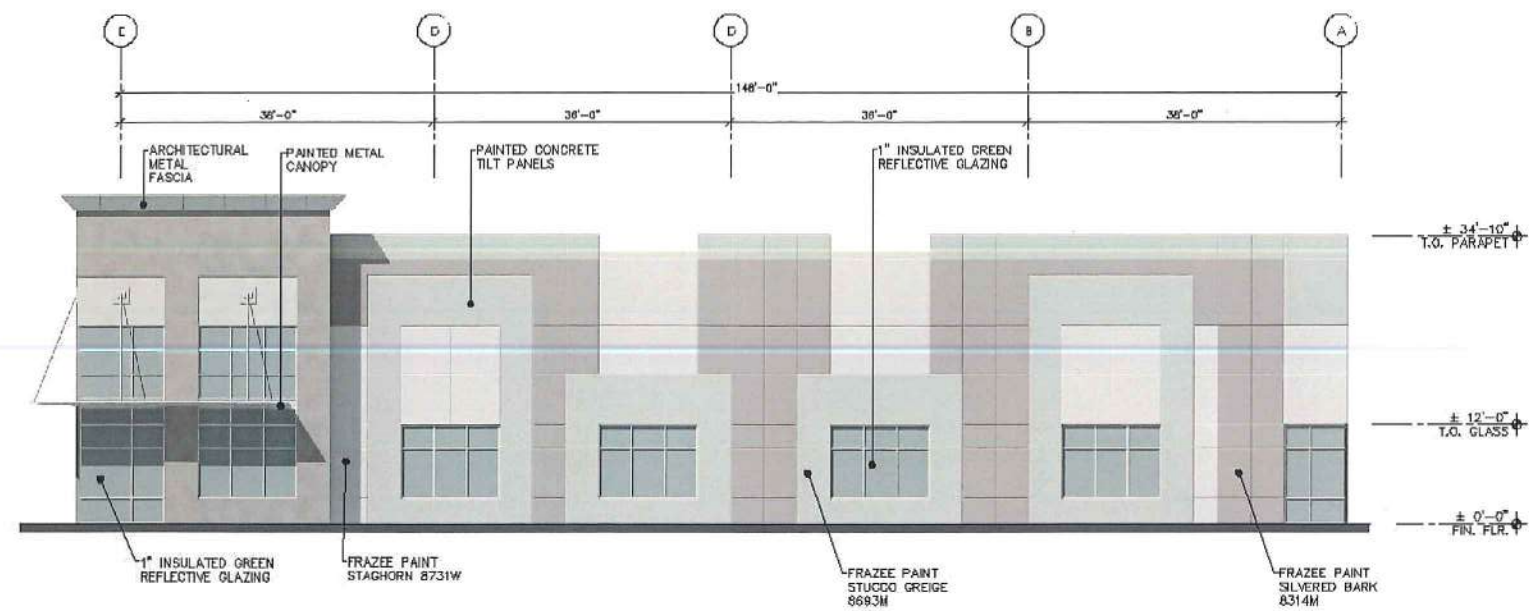 E D D B A
148'-0"
38'-0" 36'-0" 36'-0" 38'-0"
ARCHITECTURAL
METAL
FASCIA
PAINTED METAL
CANOPY
PAINTED CONCRETE
TILT PANELS
1" INSULATED GREEN
REFLECTIVE GLAZING
± 34'-10"
T.O. PARAPET
± 12'-0"
T.O. GLASS
± 0'-0"
FIN. FLR.
1" INSULATED GREEN
REFLECTIVE GLAZING
FRAZEE PAINT
STAGHORN 8731W
FRAZEE PAINT
STUCCO GREIGE
8693M
FRAZEE PAINT
SILVERED BARK
8314M